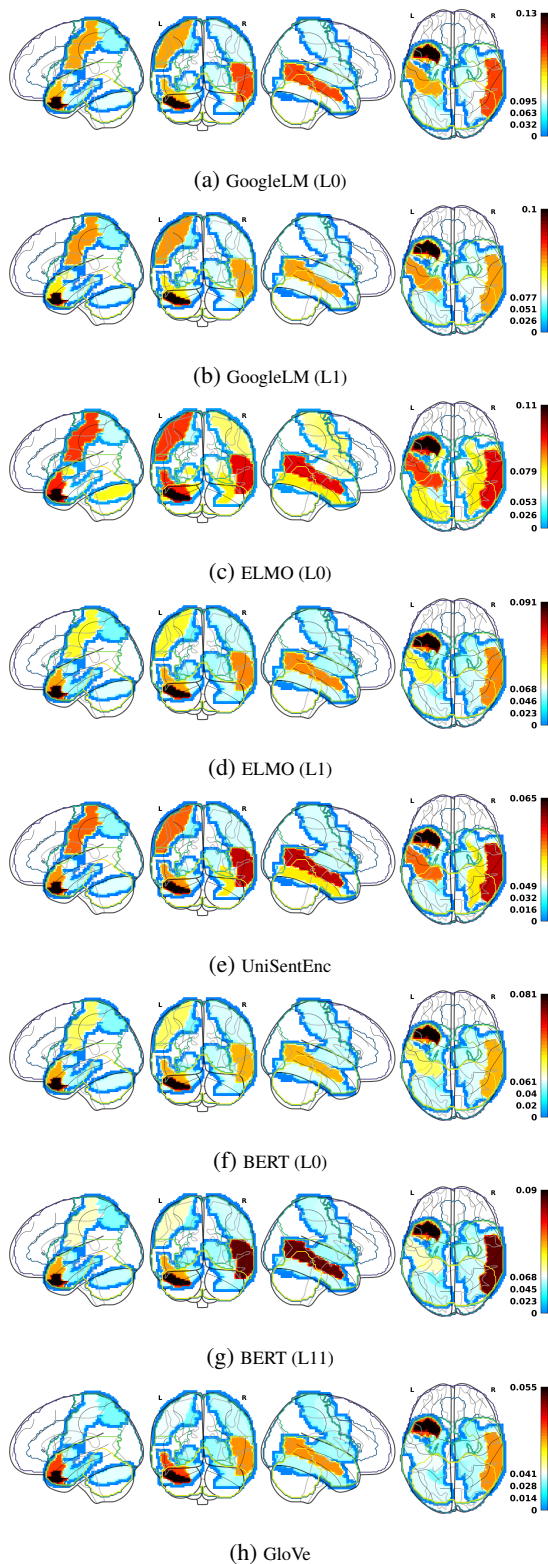 L R L R 0.13
0.095
0.063
0.032
0
(a) GoogleLM (L0)
L R L R 0.1
0.077
0.051
0.026
0
(b) GoogleLM (L1)
L R L R 0.11
0.079
0.053
0.026
0
(c) ELMO (L0)
L R L R 0.091
0.068
0.046
0.023
0
(d) ELMO (L1)
L R L R 0.065
0.049
0.032
0.016
0
(e) UniSentEnc
L R L R 0.081
0.061
0.04
0.02
0
(f) BERT (L0)
L R L R 0.09
0.068
0.045
0.023
0
(g) BERT (L11)
L R L R 0.055
0.041
0.028
0.014
0
(h) GloVe